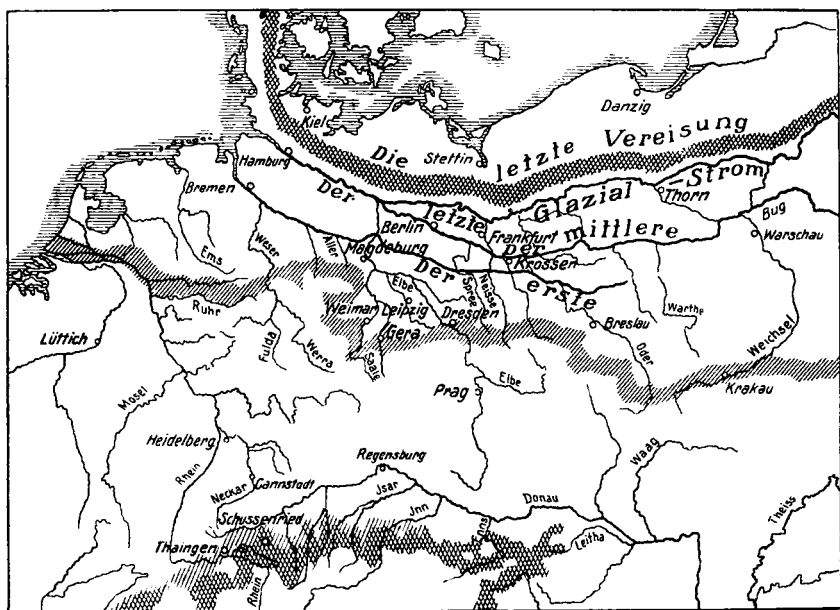 Kiel
Danzig
Die letzte Vereisung
Stettin
Hamburg
Der letzte Glazial-Strom
Thorn
Bremen
Berlin
Frankfurt
Der mittlere
Bug
Warschau
Ems
Weser
Aller
Magdeburg
Der erste
Krossen
Elbe
Spree
Neisse
Ruhr
Weimar
Leipzig
Dresden
Breslau
Warthe
Lüttich
Fulda
Werra
Gera
Saale
Oder
Weichsel
Mosel
Elbe
Krakau
Prag
Heidelberg
Rhein
Regensburg
Waag
Neckar
Cannstadt
Jsar
Donau
Theiss
Schussenried
Jnn
Enns
Leitha
Thaingen
Rhein